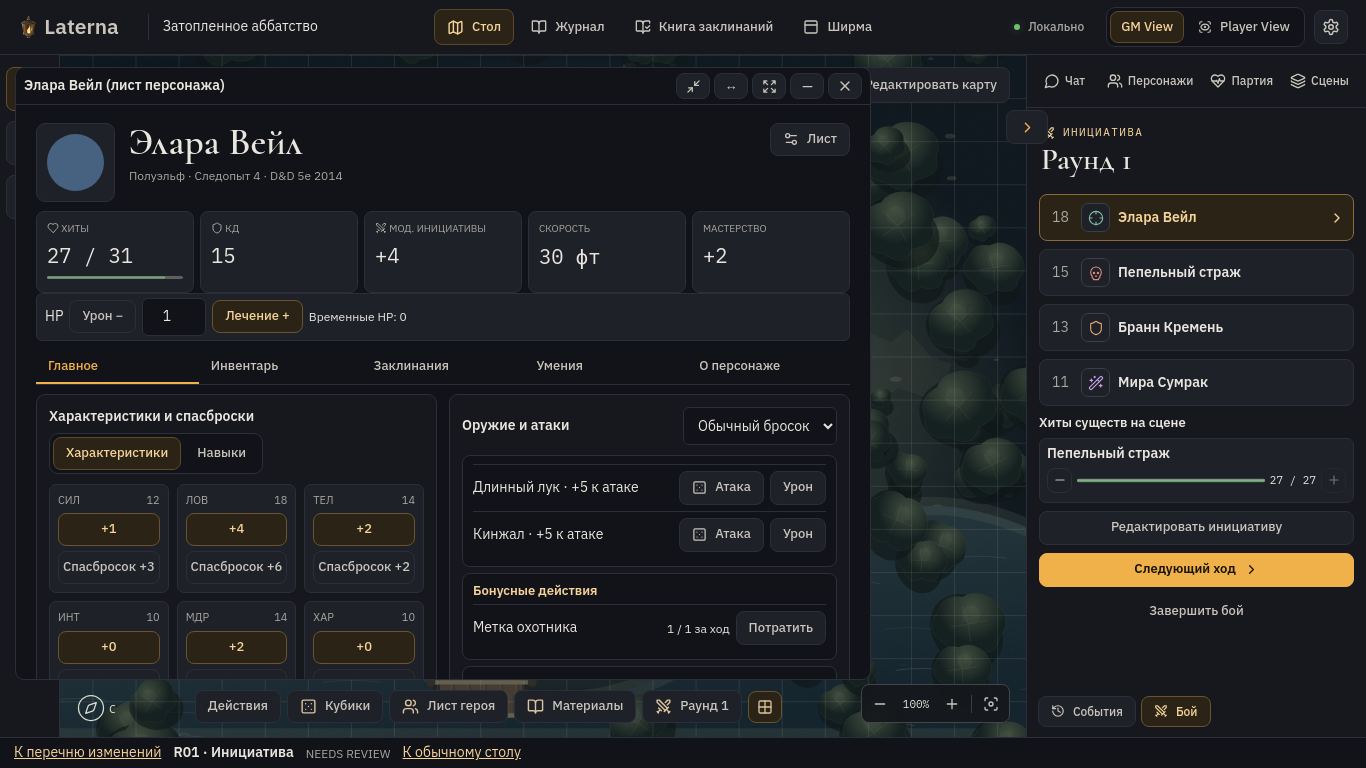 Laterna
Затопленное аббатство
Стол
Журнал
Книга заклинаний
Ширма
Локально
GM View
Player View
Элара Вейл (лист персонажа)
Редактировать карту
Чат
Персонажи
Партия
Сцены
Элара Вейл
Полуэльф · Следопыт 4 · D&D 5e 2014
Лист
ХИТЫ
27 / 31
КД
15
МОД. ИНИЦИАТИВЫ
+4
СКОРОСТЬ
30 фт
МАСТЕРСТВО
+2
HP
Урон −
1
Лечение +
Временные HP: 0
Главное
Инвентарь
Заклинания
Умения
О персонаже
Характеристики и спасброски
Характеристики
Навыки
СИЛ 12
+1
Спасбросок +3
ЛОВ 18
+4
Спасбросок +6
ТЕЛ 14
+2
Спасбросок +2
ИНТ 10
+0
МДР 14
+2
ХАР 10
+0
Оружие и атаки
Обычный бросок
Длинный лук · +5 к атаке
Атака
Урон
Кинжал · +5 к атаке
Атака
Урон
Бонусные действия
Метка охотника
1 / 1 за ход
Потратить
ИНИЦИАТИВА
Раунд 1
18 Элара Вейл
15 Пепельный страж
13 Бранн Кремень
11 Мира Сумрак
Хиты существ на сцене
Пепельный страж
27 / 27
Редактировать инициативу
Следующий ход
Завершить бой
События
Бой
С
Действия
Кубики
Лист героя
Материалы
Раунд 1
100%
К перечню изменений
R01 · Инициатива
NEEDS REVIEW
К обычному столу